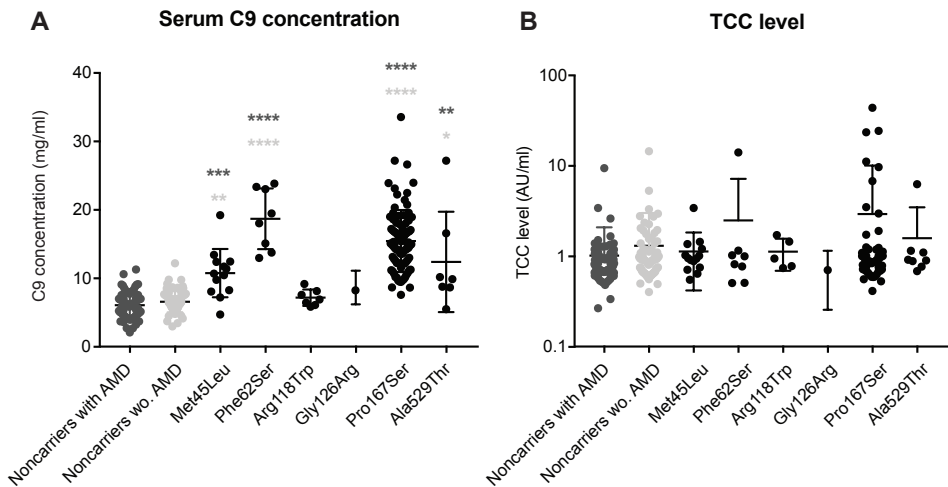 A
Serum C9 concentration
C9 concentration (mg/ml)
40
30
20
10
0
****
****
***
**
****
****
**
*
Noncarriers with AMD
Noncarriers wo. AMD
Met45Leu
Phe62Ser
Arg118Trp
Gly126Arg
Pro167Ser
Ala529Thr
B
TCC level
TCC level (AU/ml)
100
10
1
0.1
Noncarriers with AMD
Noncarriers wo. AMD
Met45Leu
Phe62Ser
Arg118Trp
Gly126Arg
Pro167Ser
Ala529Thr